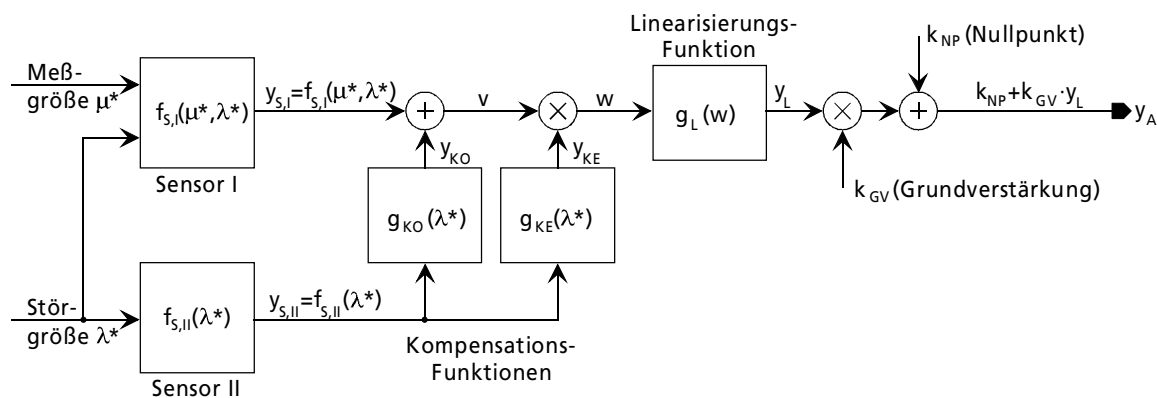 Linearisierungs-
Funktion
k_NP (Nullpunkt)
Meß-
größe μ*
f_S,I(μ*,λ*)
y_S,I=f_S,I(μ*,λ*)
+
v
×
w
g_L(w)
y_L
×
+
k_NP+k_GV·y_L
y_A
Sensor I
y_KO
y_KE
k_GV (Grundverstärkung)
g_KO(λ*)
g_KE(λ*)
Stör-
größe λ*
f_S,II(λ*)
y_S,II=f_S,II(λ*)
Sensor II
Kompensations-
Funktionen